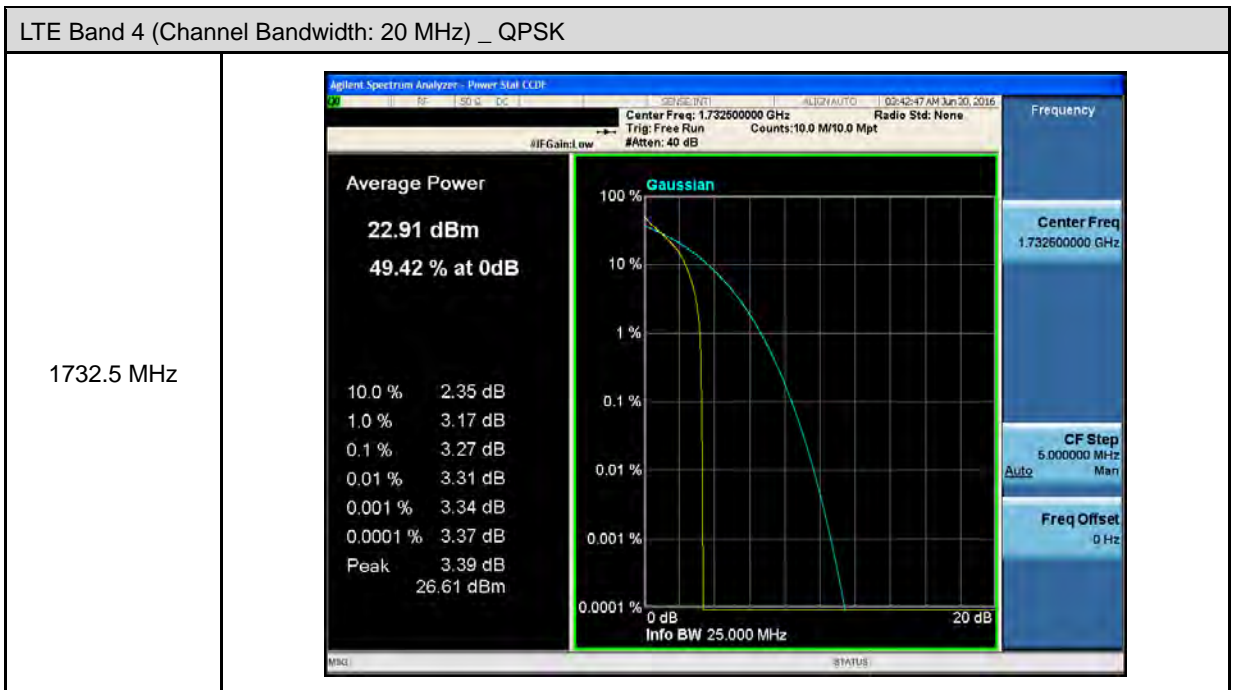 LTE Band 4 (Channel Bandwidth: 20 MHz) _ QPSK
1732.5 MHz
Agilent Spectrum Analyzer - Power Stat CCDF
RF 50 Ω DC SENSE:INT ALIGN AUTO 02:42:47 AM Jun 20, 2016
Center Freq: 1.732500000 GHz Radio Std: None
Trig: Free Run Counts:10.0 M/10.0 Mpt
#IFGain:Low #Atten: 40 dB
Average Power
22.91 dBm
49.42 % at 0dB
10.0 % 2.35 dB
1.0 % 3.17 dB
0.1 % 3.27 dB
0.01 % 3.31 dB
0.001 % 3.34 dB
0.0001 % 3.37 dB
Peak 3.39 dB
26.61 dBm
Gaussian
100 %
10 %
1 %
0.1 %
0.01 %
0.001 %
0.0001 %
0 dB 20 dB
Info BW 25.000 MHz
Frequency
Center Freq
1.732500000 GHz
CF Step
5.000000 MHz
Auto Man
Freq Offset
0 Hz
MSG STATUS